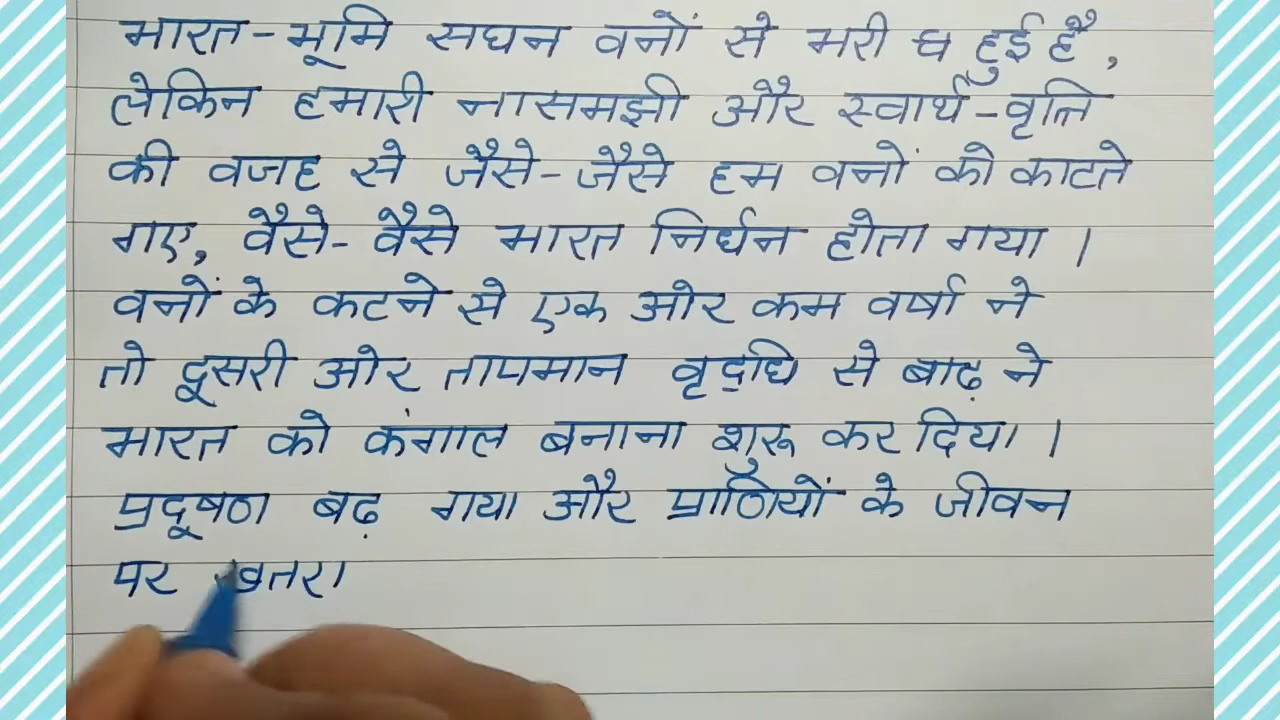 भारत-भूमि सघन वनों से भरी घ हुई है,
लेकिन हमारी नासमझी और स्वार्थ-वृत्ति
की वजह से जैसे-जैसे हम वनों को काटते
गए, वैसे-वैसे भारत निर्धन होता गया ।
वनों के कटने से एक ओर कम वर्षा ने
तो दूसरी ओर तापमान वृद्धि से बाढ़ ने
भारत को कंगाल बनाना शुरू कर दिया ।
प्रदूषण बढ़ गया और प्राणियों के जीवन
पर खतरा